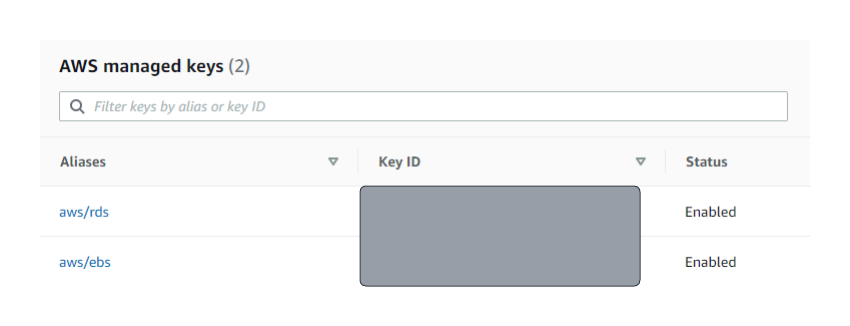 AWS managed keys (2)
Filter keys by alias or key ID
Aliases Key ID Status
aws/rds Enabled
aws/ebs Enabled